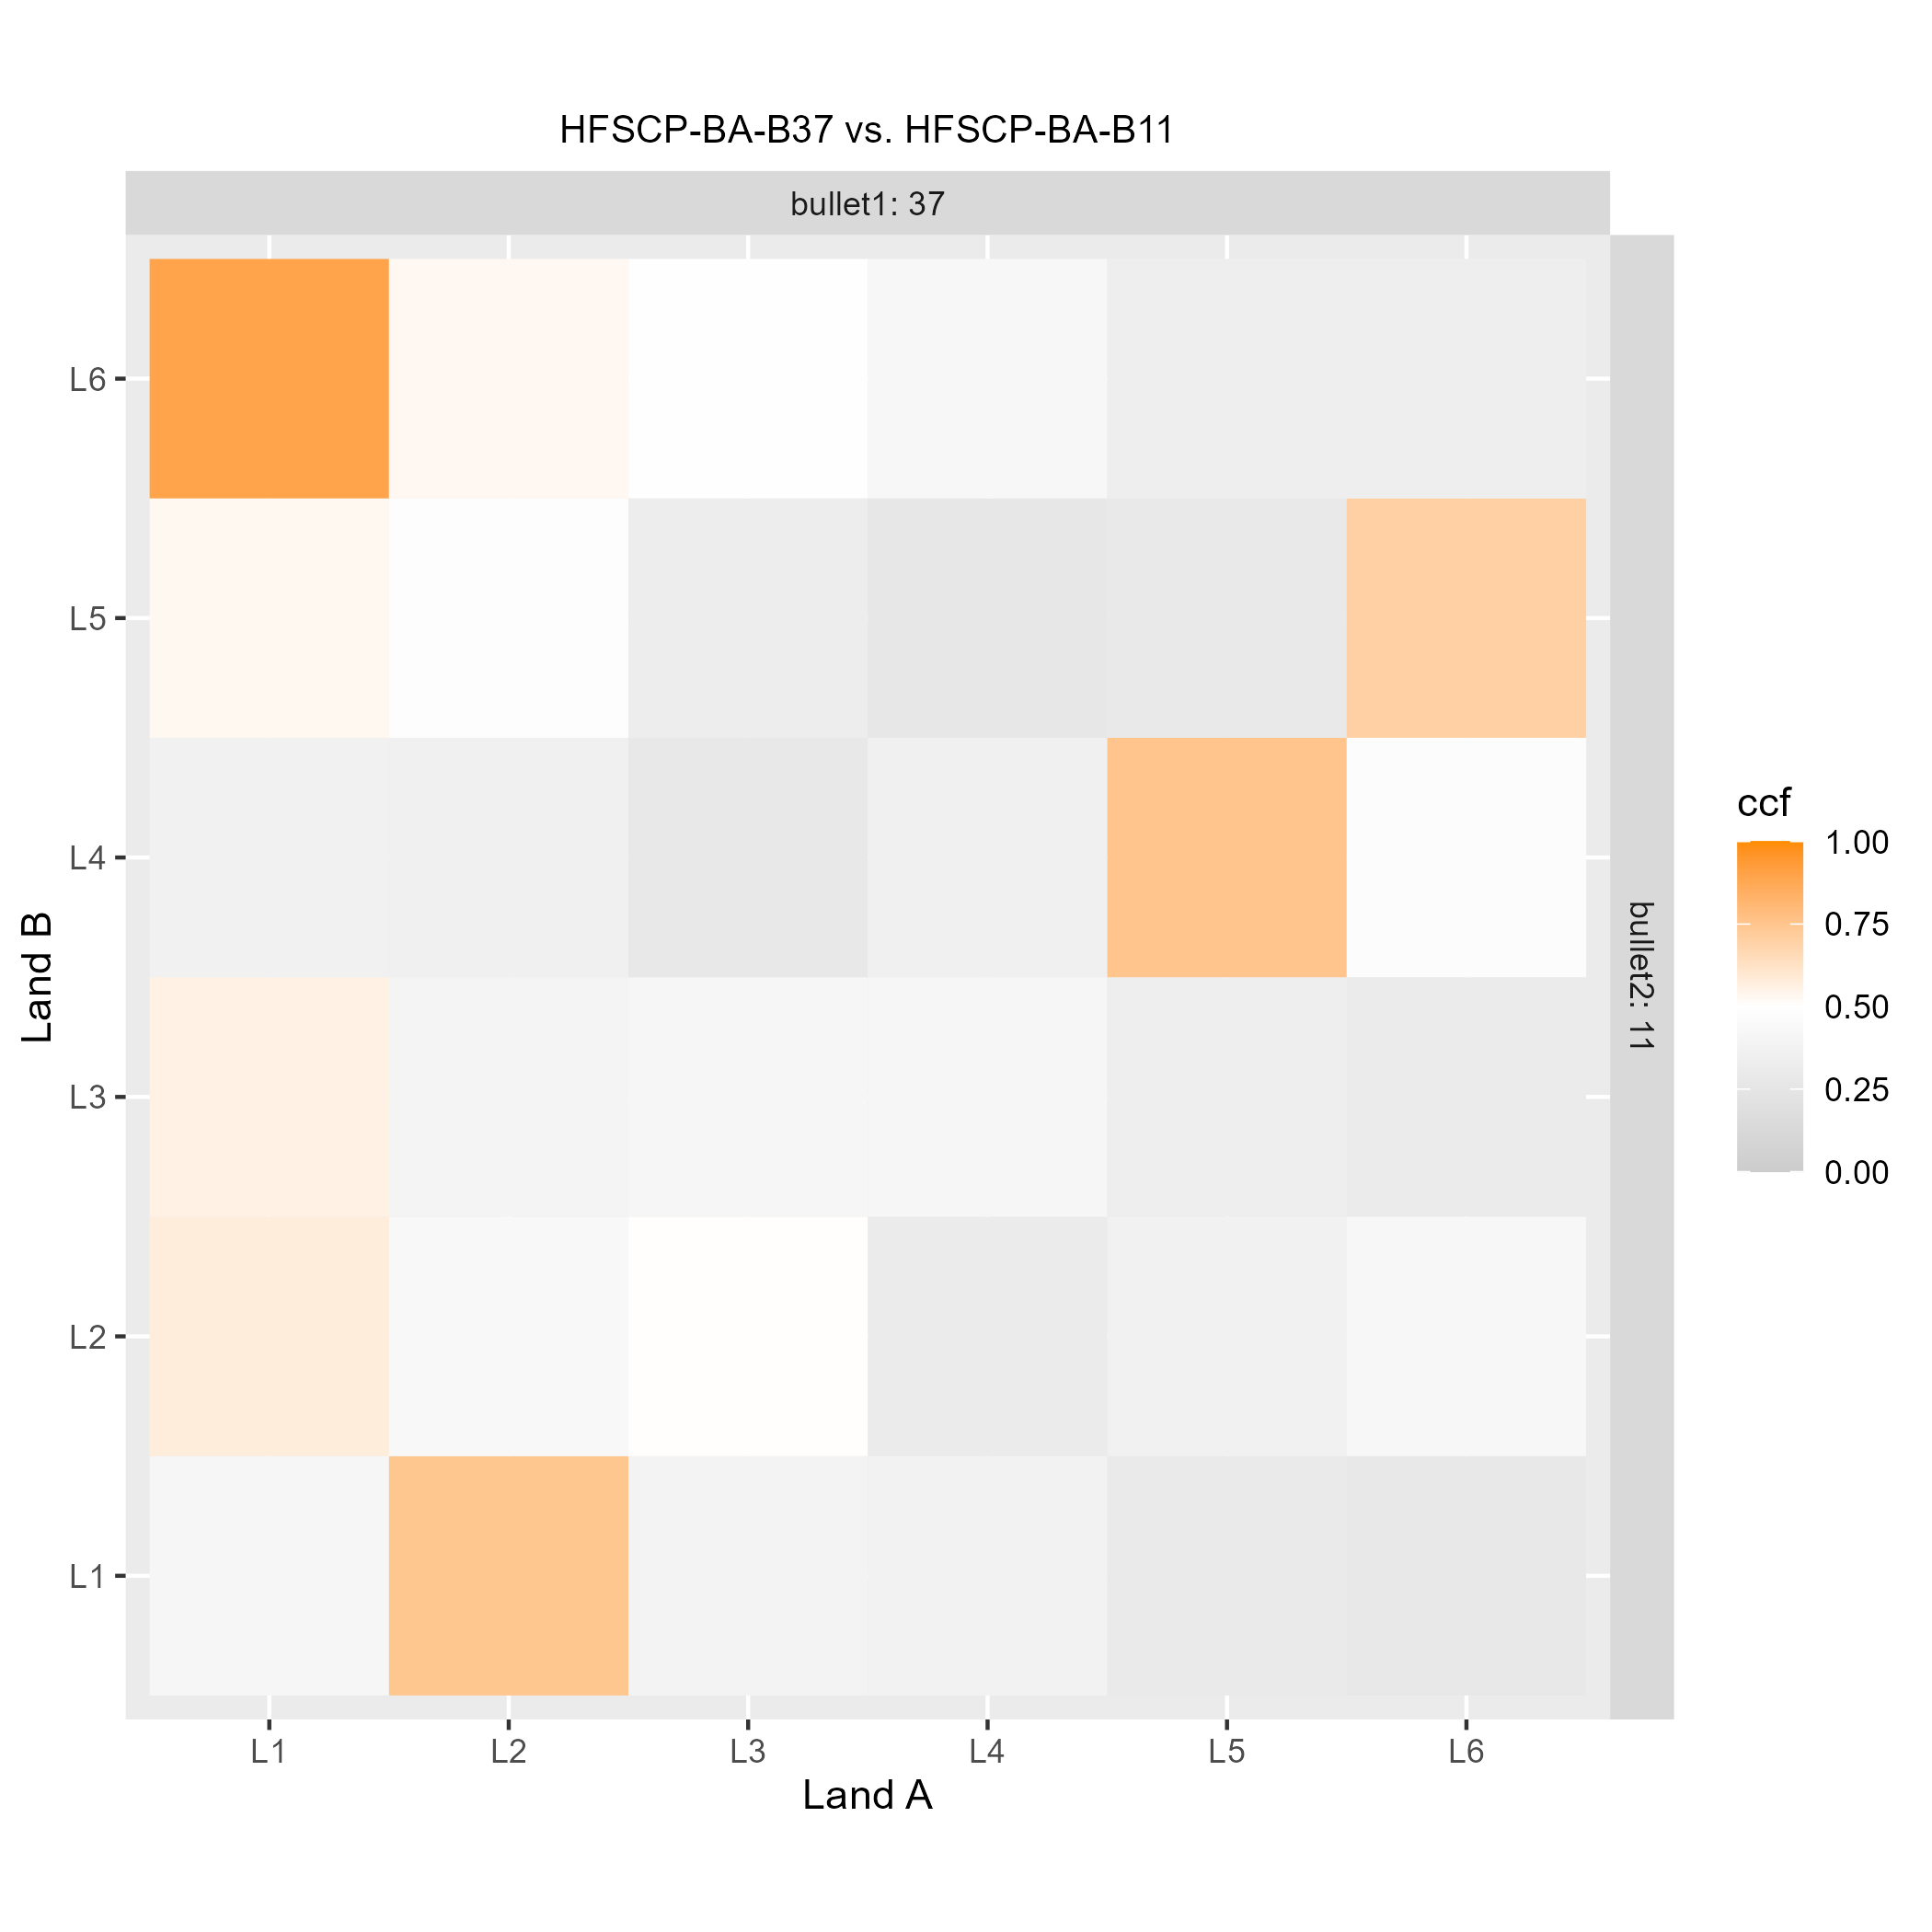 HFSCP-BA-B37 vs. HFSCP-BA-B11
bullet1: 37
L6
L5
L4
L3
L2
L1
Land B
L1
L2
L3
L4
L5
L6
Land A
bullet2: 11
ccf
1.00
0.75
0.50
0.25
0.00